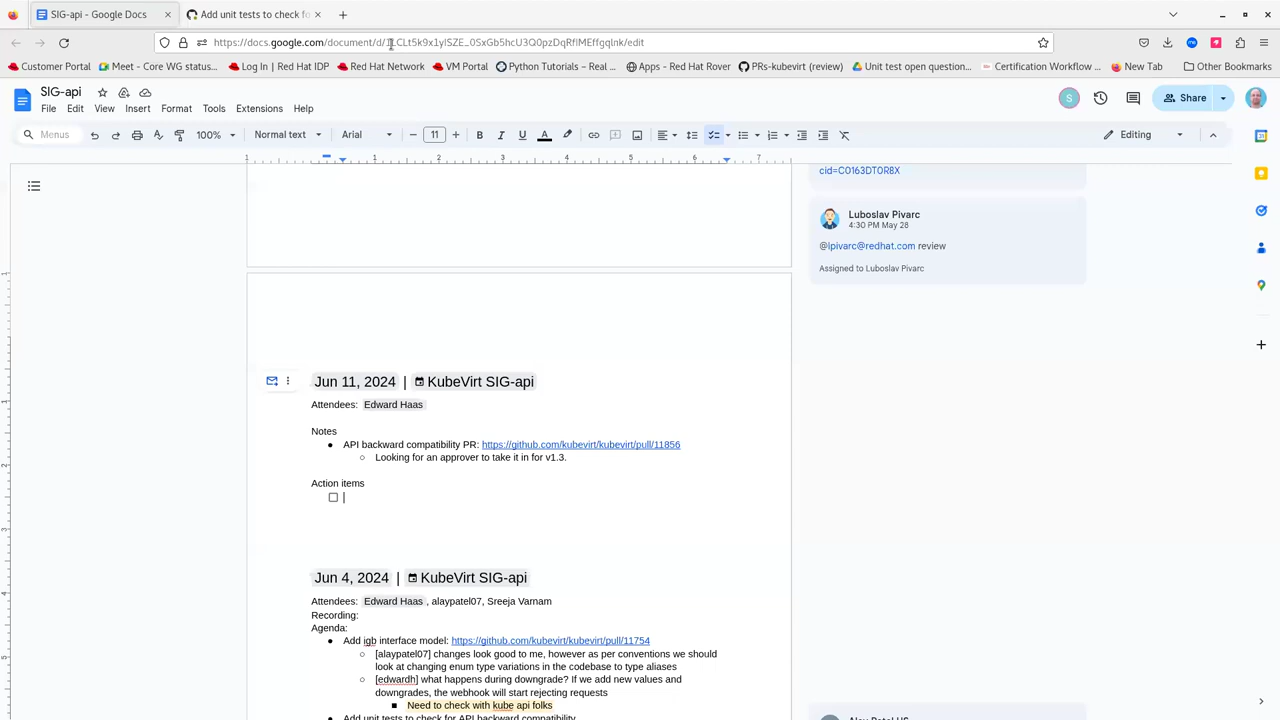 SIG-api - Google Docs
Add unit tests to check fo
Customer Portal
Meet - Core WG status...
Log In | Red Hat IDP
Red Hat Network
VM Portal
Python Tutorials – Real ...
Apps - Red Hat Rover
PRs-kubevirt (review)
Unit test open question...
Certification Workflow ...
New Tab
Other Bookmarks
SIG-api
File Edit View Insert Format Tools Extensions Help
Share
S
Menus
100%
Normal text
Arial
11
B I U A
Editing
1 1 2 3 4 5 6 7
cid=C0163DT0R8X
Luboslav Pivarc
4:30 PM May 28
@lpivarc@redhat.com review
Assigned to Luboslav Pivarc
Jun 11, 2024 | KubeVirt SIG-api
Attendees: Edward Haas
Notes
API backward compatibility PR: https://github.com/kubevirt/kubevirt/pull/11856
Looking for an approver to take it in for v1.3.
Action items
Jun 4, 2024 | KubeVirt SIG-api
Attendees: Edward Haas , alaypatel07, Sreeja Varnam
Recording:
Agenda:
Add igb interface model: https://github.com/kubevirt/kubevirt/pull/11754
[alaypatel07] changes look good to me, however as per conventions we should
look at changing enum type variations in the codebase to type aliases
[edwardh] what happens during downgrade? If we add new values and
downgrades, the webhook will start rejecting requests
Need to check with kube api folks
Add unit tests to check for API backward compatibility